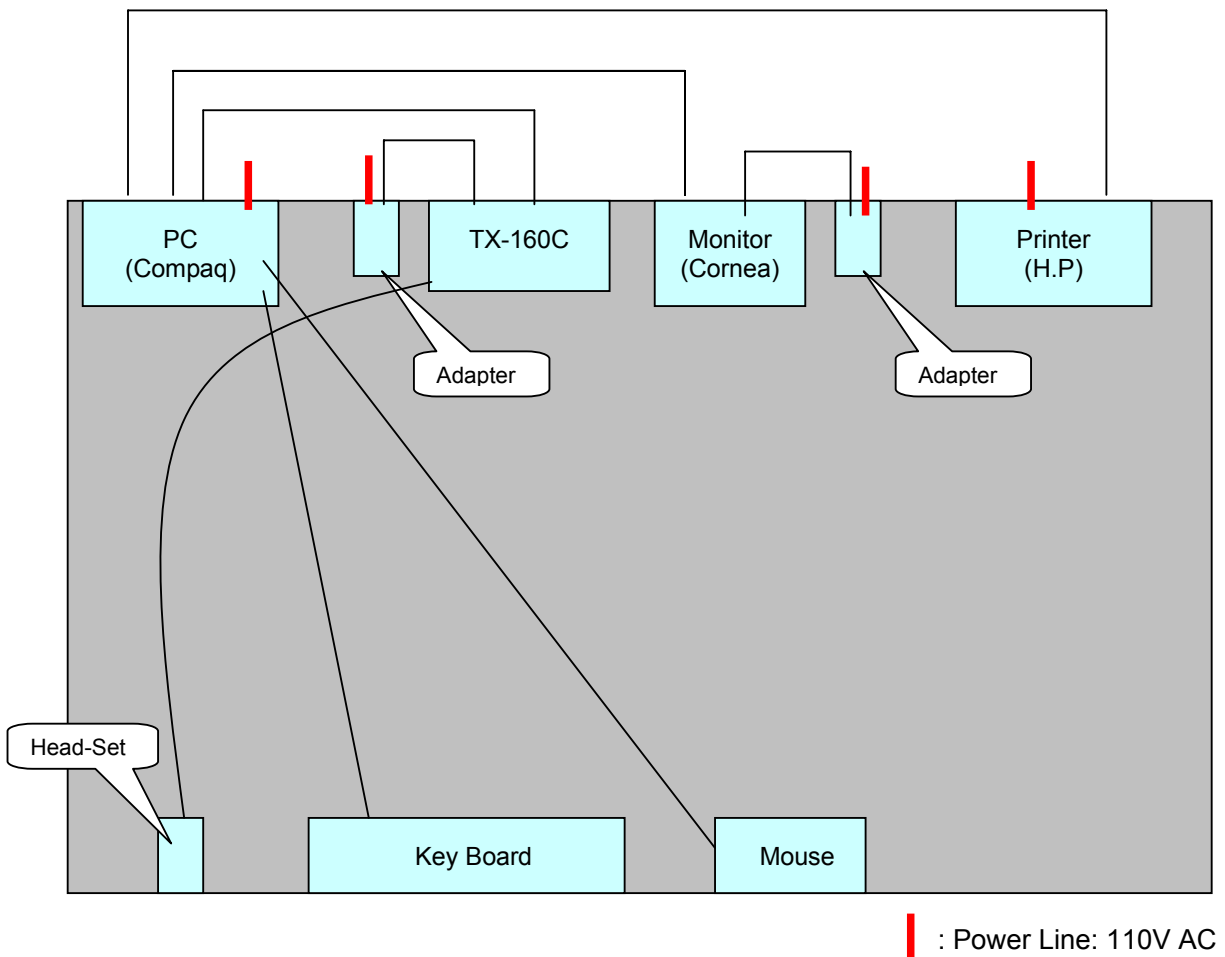 PC
(Compaq)
TX-160C
Monitor
(Cornea)
Printer
(H.P)
Adapter
Adapter
Head-Set
Key Board
Mouse
: Power Line: 110V AC